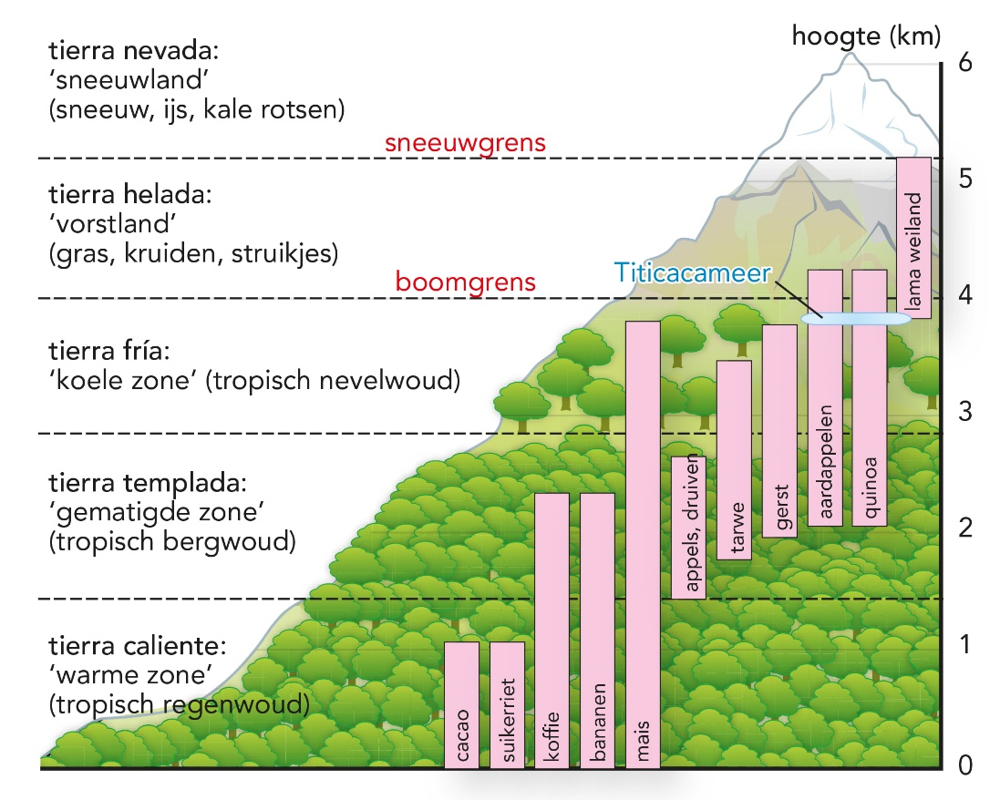 hoogte (km)
tierra nevada:
‘sneeuwland’
(sneeuw, ijs, kale rotsen)
6
sneeuwgrens
5
tierra helada:
‘vorstland’
(gras, kruiden, struikjes)
lama weiland
Titicacameer
boomgrens
4
tierra fría:
‘koele zone’ (tropisch nevelwoud)
3
tierra templada:
‘gematigde zone’
(tropisch bergwoud)
appels, druiven
tarwe
gerst
aardappelen
quinoa
2
tierra caliente:
‘warme zone’
(tropisch regenwoud)
1
cacao
suikerriet
koffie
bananen
mais
0